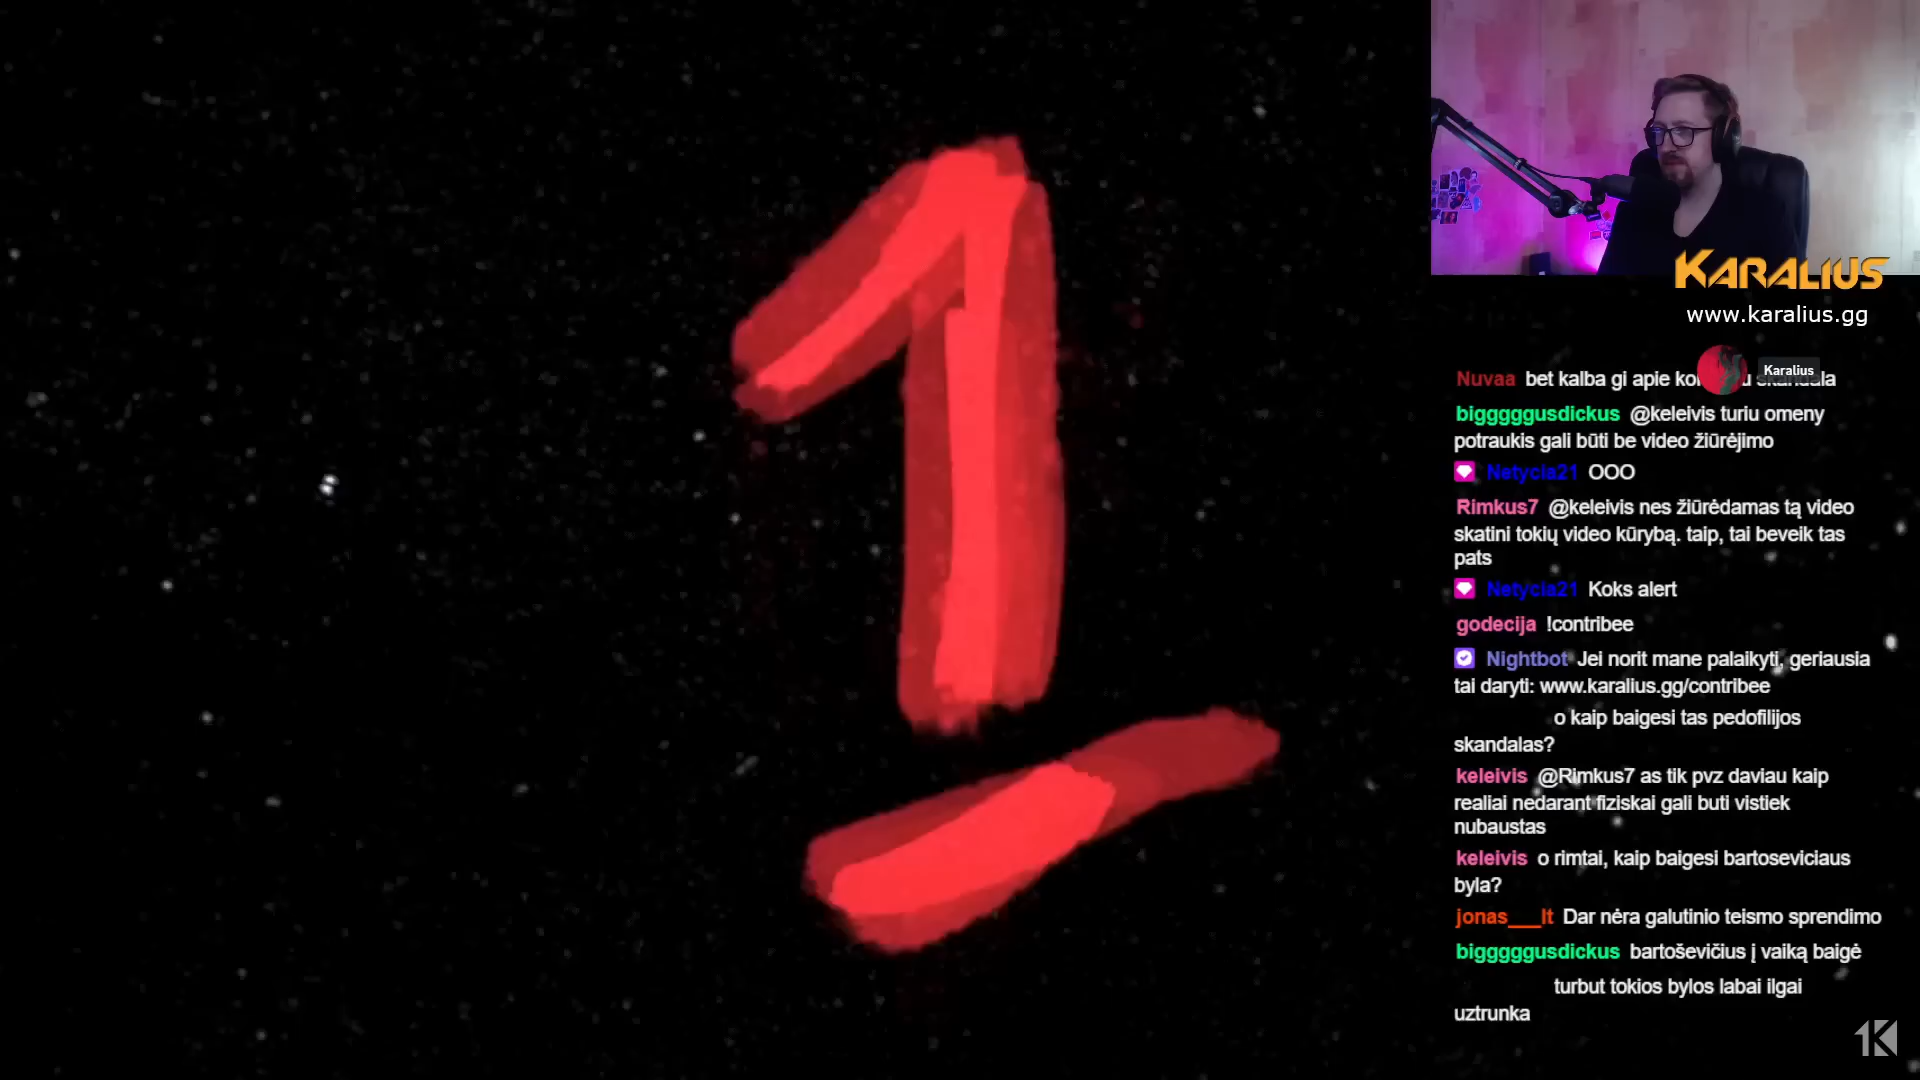 1
KARALIUS
www.karalius.gg
Karalius
Nuvaa bet kalba gi apie
bigggggusdickus @keleivis turiu omeny
potraukis gali būti be video žiūrėjimo
Netycia21 OOO
Rimkus7 @keleivis nes žiūrėdamas tą video
skatini tokių video kūrybą. taip, tai beveik tas
pats
Netycia21 Koks alert
godecija !contribee
Nightbot Jei norit mane palaikyti, geriausia
tai daryti: www.karalius.gg/contribee
o kaip baigesi tas pedofilijos
skandalas?
keleivis @Rimkus7 as tik pvz daviau kaip
realiai nedarant fiziskai gali buti vistiek
nubaustas
keleivis o rimtai, kaip baigesi bartoseviciaus
byla?
jonas___lt Dar nėra galutinio teismo sprendimo
bigggggusdickus bartoševičius į vaiką baigė
turbut tokios bylos labai ilgai
uztrunka
1K